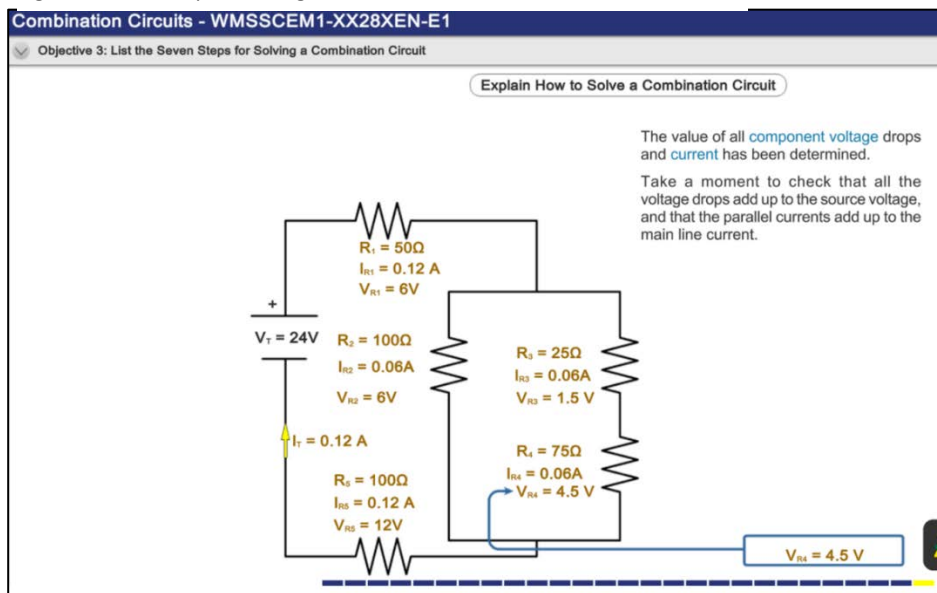 Combination Circuits - WMSSCEM1-XX28XEN-E1
Objective 3: List the Seven Steps for Solving a Combination Circuit
Explain How to Solve a Combination Circuit
The value of all component voltage drops
and current has been determined.
Take a moment to check that all the
voltage drops add up to the source voltage,
and that the parallel currents add up to the
main line current.
R₁ = 50Ω
I_R1 = 0.12 A
V_R1 = 6V
+
V_T = 24V
R₂ = 100Ω
I_R2 = 0.06A
V_R2 = 6V
R₃ = 25Ω
I_R3 = 0.06A
V_R3 = 1.5 V
I_T = 0.12 A
R₄ = 75Ω
I_R4 = 0.06A
V_R4 = 4.5 V
R₅ = 100Ω
I_R5 = 0.12 A
V_R5 = 12V
V_R4 = 4.5 V